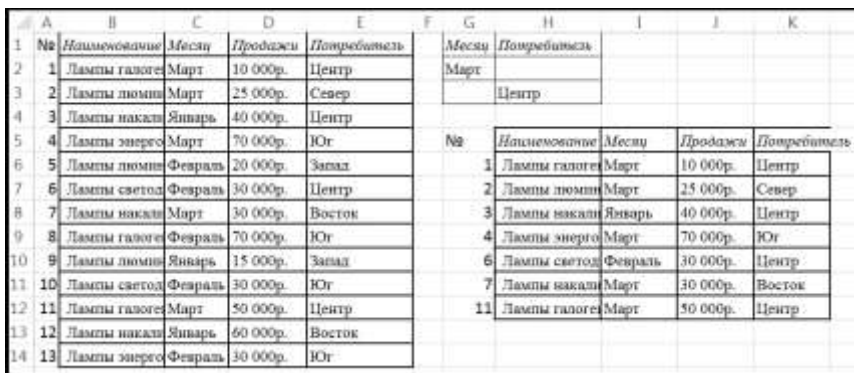 A B C D E F G H I J K
1 № Наименование Месяц Продажи Потребитель Месяц Потребитель
2 1 Лампы галоге Март 10 000р. Центр Март
3 2 Лампы люмин Март 25 000р. Север Центр
4 3 Лампы накали Январь 40 000р. Центр
5 4 Лампы энерго Март 70 000р. Юг № Наименование Месяц Продажи Потребитель
6 5 Лампы люмин Февраль 20 000р. Запад 1 Лампы галоге Март 10 000р. Центр
7 6 Лампы светод Февраль 30 000р. Центр 2 Лампы люмин Март 25 000р. Север
8 7 Лампы накали Март 30 000р. Восток 3 Лампы накали Январь 40 000р. Центр
9 8 Лампы галоге Февраль 70 000р. Юг 4 Лампы энерго Март 70 000р. Юг
10 9 Лампы люмин Январь 15 000р. Запад 6 Лампы светод Февраль 30 000р. Центр
11 10 Лампы светод Февраль 30 000р. Юг 7 Лампы накали Март 30 000р. Восток
12 11 Лампы галоге Март 50 000р. Центр 11 Лампы галоге Март 50 000р. Центр
13 12 Лампы накали Январь 60 000р. Восток
14 13 Лампы энерго Февраль 30 000р. Юг